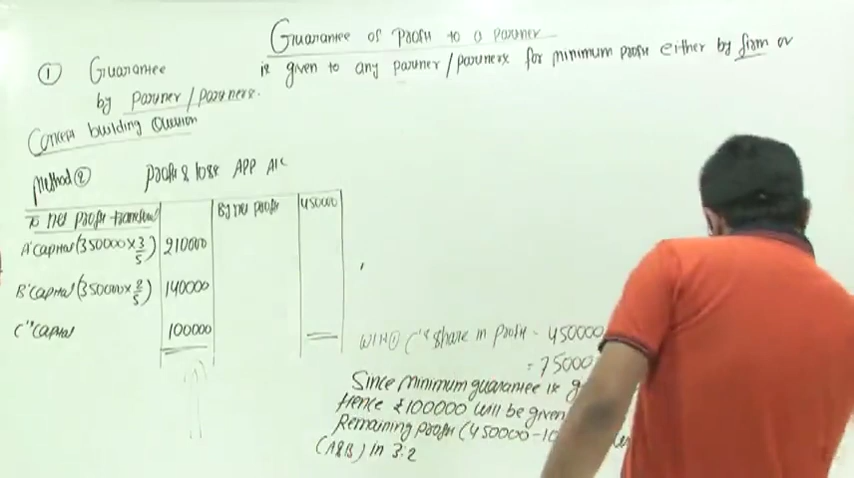 Guarantee of Profit to a Partner
① Guarantee
by partner/partners.
is given to any partner/partners for minimum profit either by firm or
Concept building Question
Method ②
Profit & loss APP A/c
To net profit transferred
By net profit 450000
A'capital (350000 x 3/5) 210000
B'capital (350000 x 2/5) 140000
C"capital 100000
WIN① C's share in profit - 450000
= 75000
Since minimum guarantee is
Hence ₹100000 will be given
Remaining profit (450000-10
(A&B) in 3:2